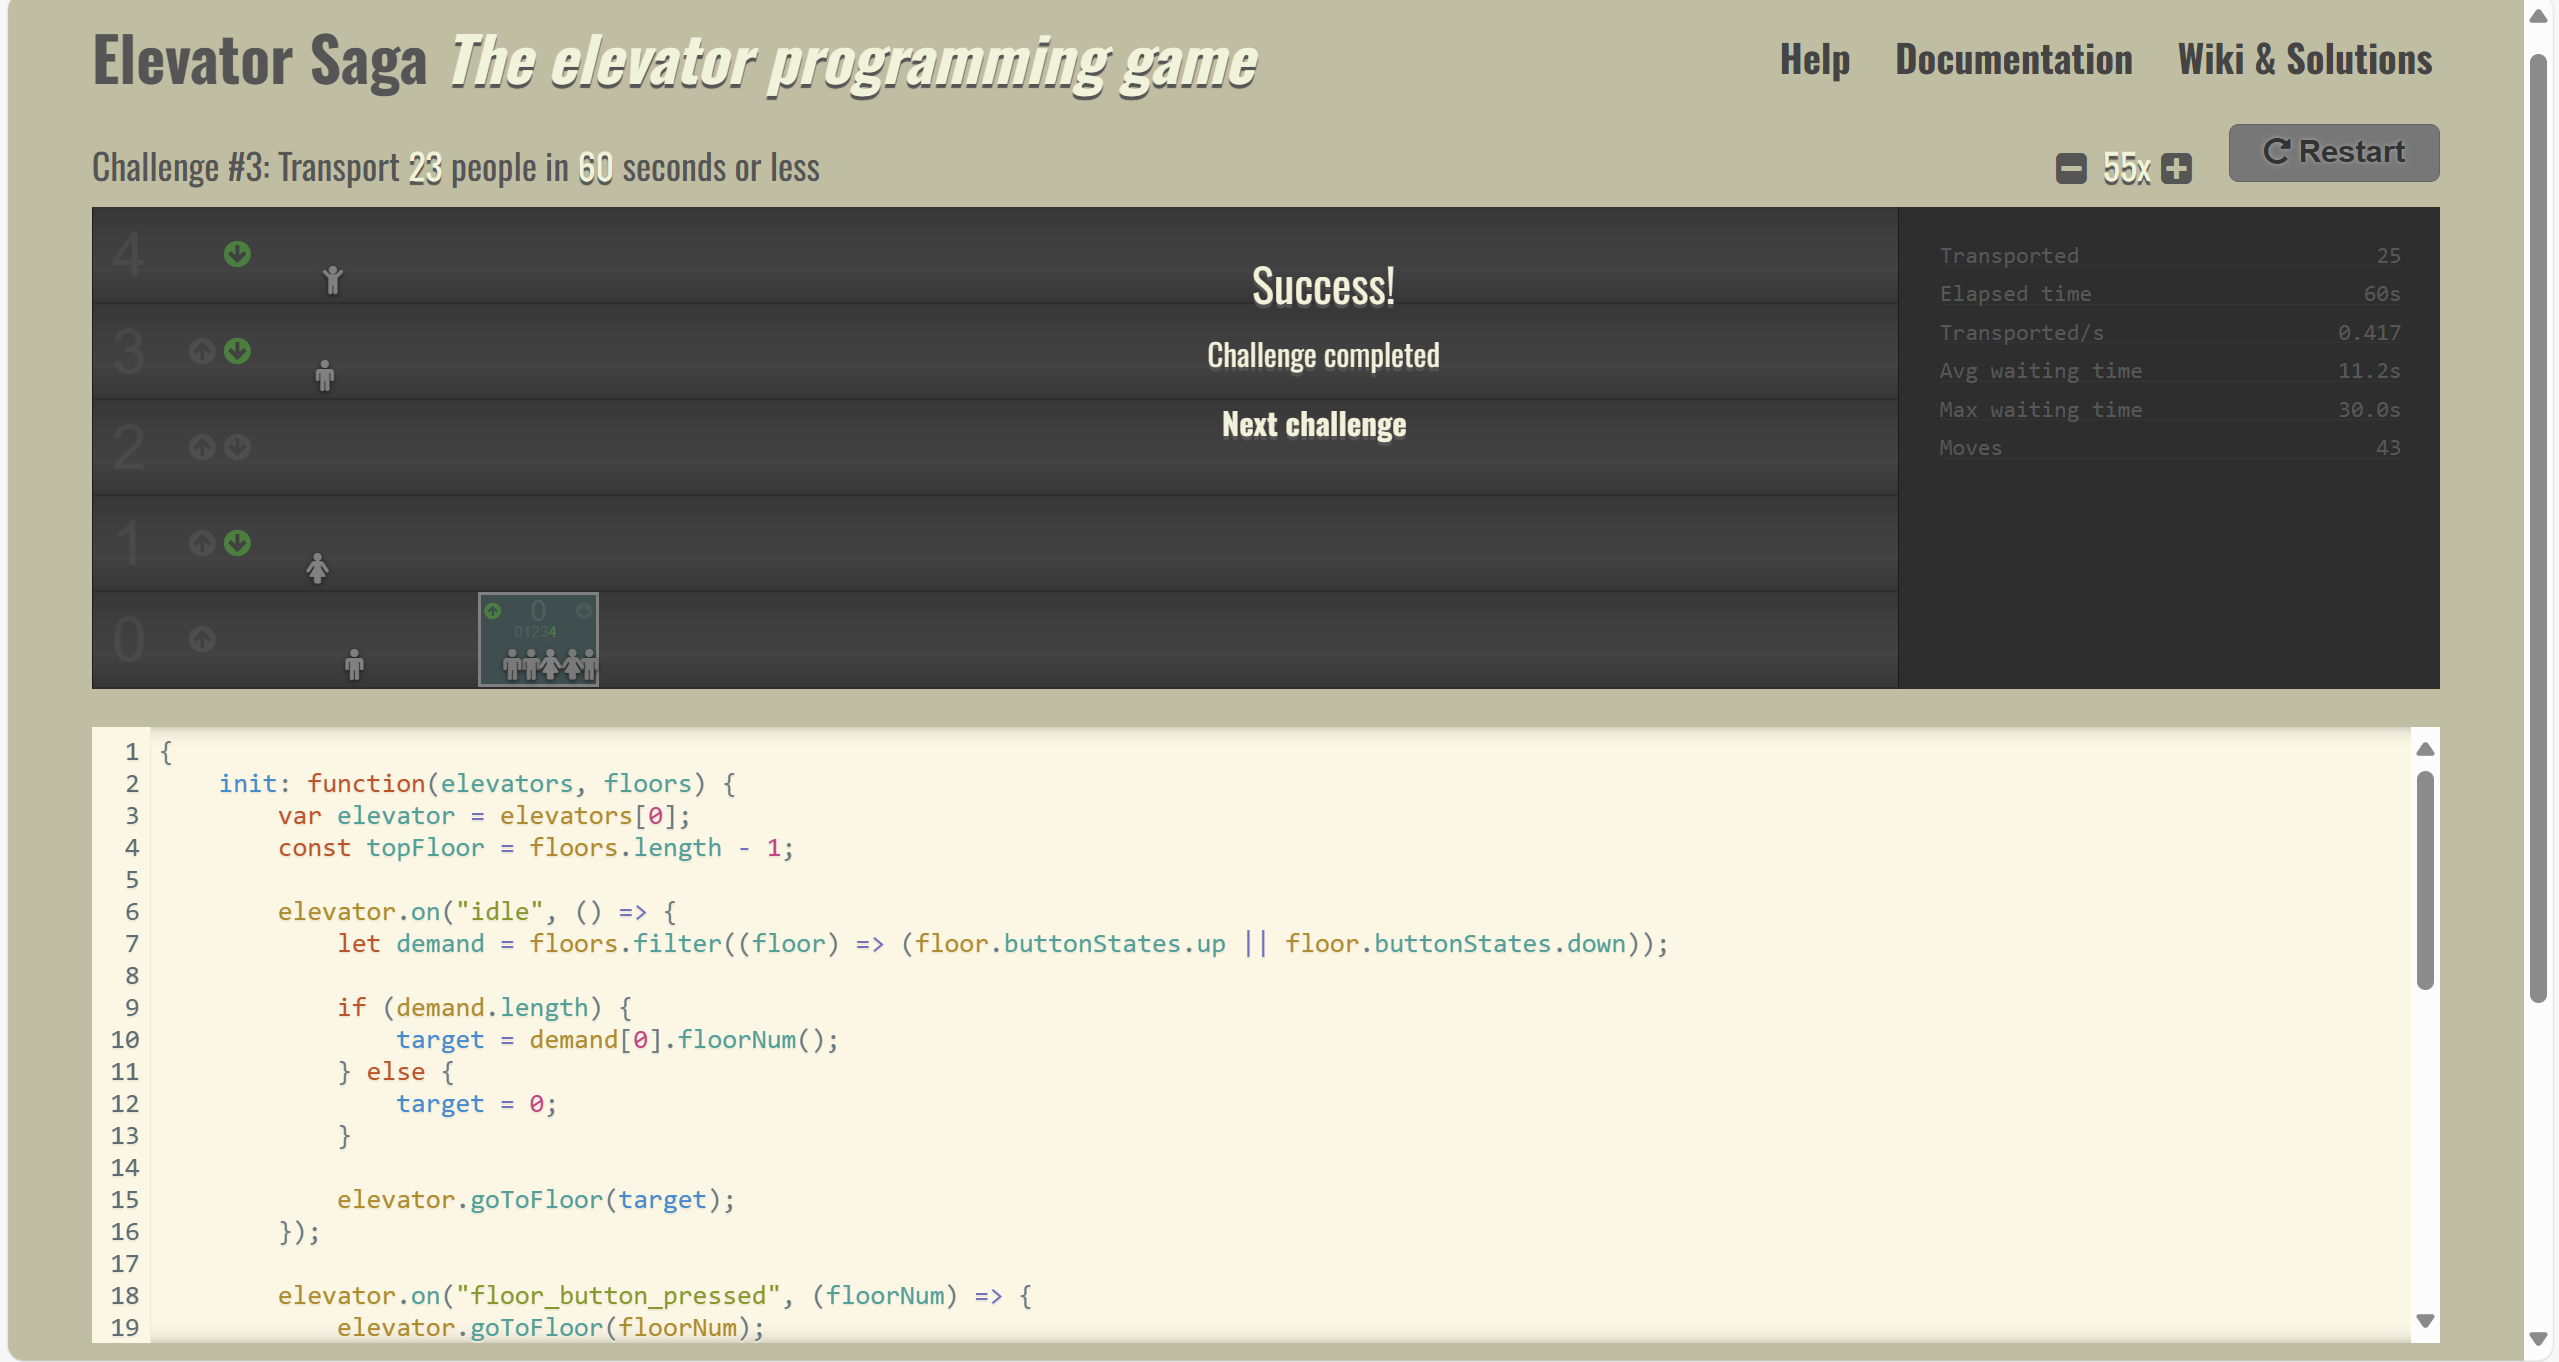 Elevator Saga The elevator programming game
Help Documentation Wiki & Solutions
Challenge #3: Transport 23 people in 60 seconds or less
55x
Restart
4
3
2
1
0
0
01234
Success!
Challenge completed
Next challenge
Transported 25
Elapsed time 60s
Transported/s 0.417
Avg waiting time 11.2s
Max waiting time 30.0s
Moves 43
1 {
2     init: function(elevators, floors) {
3         var elevator = elevators[0];
4         const topFloor = floors.length - 1;
5
6         elevator.on("idle", () => {
7             let demand = floors.filter((floor) => (floor.buttonStates.up || floor.buttonStates.down));
8
9             if (demand.length) {
10                 target = demand[0].floorNum();
11             } else {
12                 target = 0;
13             }
14
15             elevator.goToFloor(target);
16         });
17
18         elevator.on("floor_button_pressed", (floorNum) => {
19             elevator.goToFloor(floorNum);